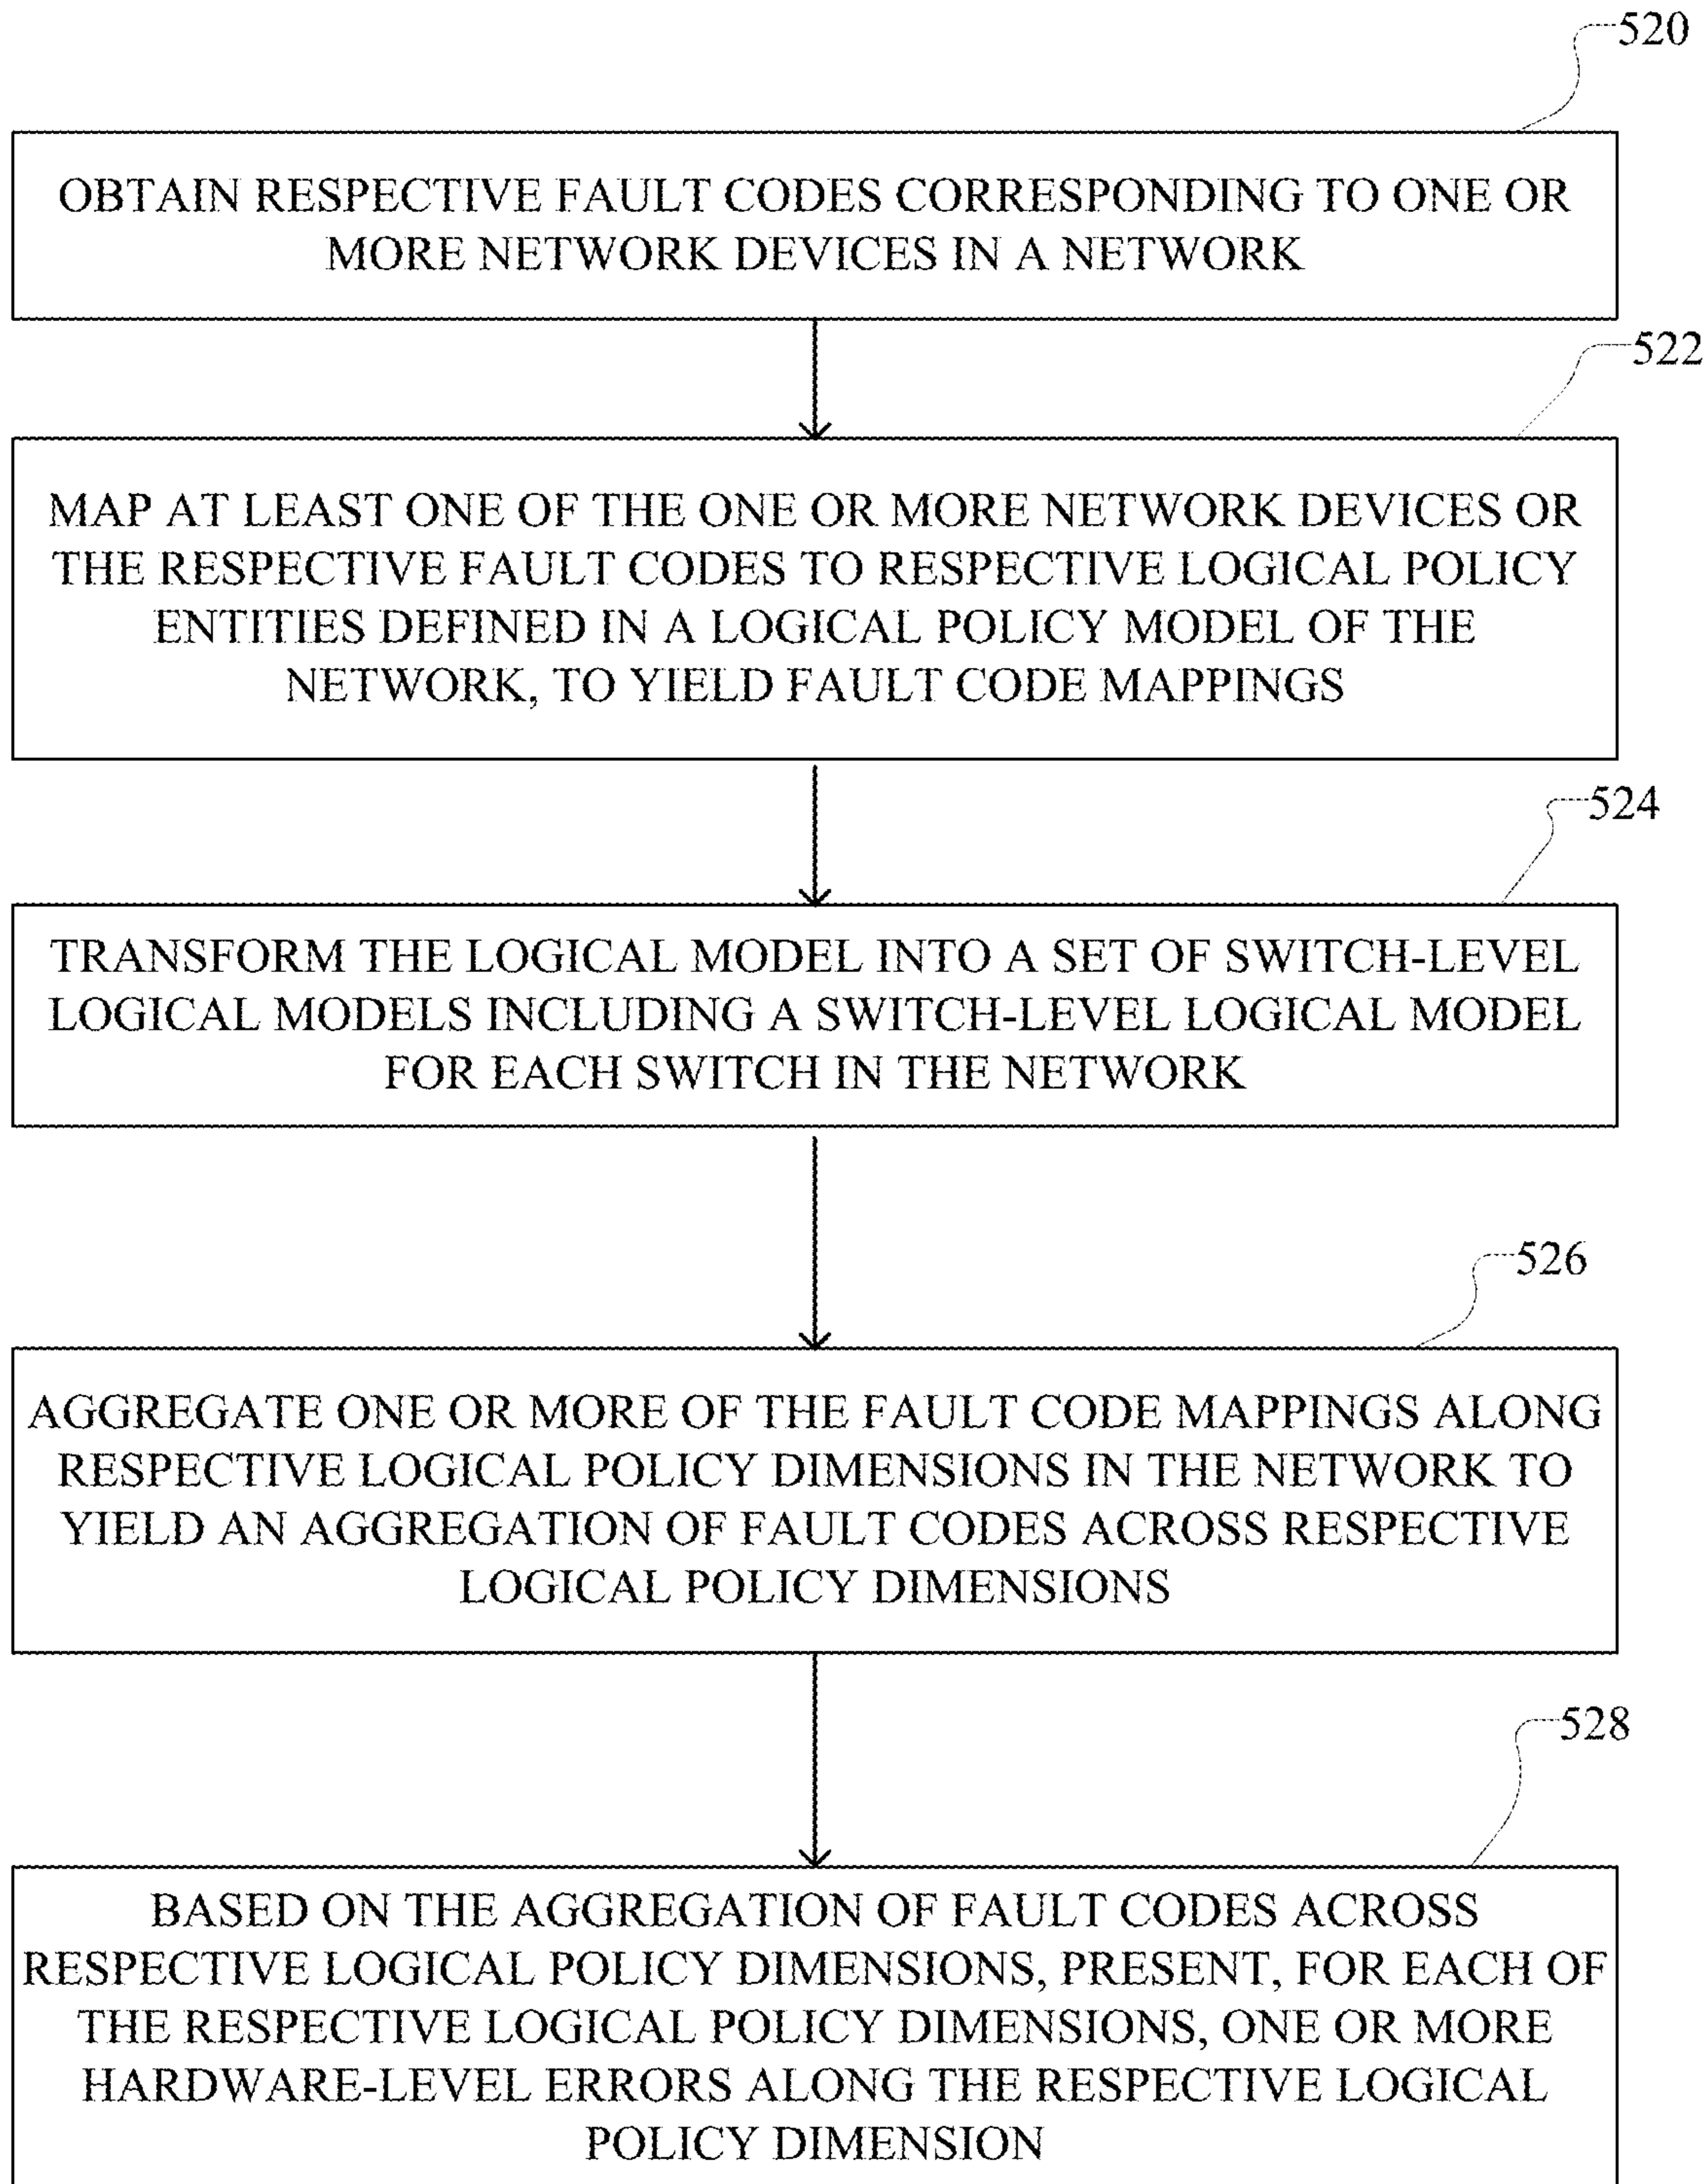 520
OBTAIN RESPECTIVE FAULT CODES CORRESPONDING TO ONE OR
MORE NETWORK DEVICES IN A NETWORK
522
MAP AT LEAST ONE OF THE ONE OR MORE NETWORK DEVICES OR
THE RESPECTIVE FAULT CODES TO RESPECTIVE LOGICAL POLICY
ENTITIES DEFINED IN A LOGICAL POLICY MODEL OF THE
NETWORK, TO YIELD FAULT CODE MAPPINGS
524
TRANSFORM THE LOGICAL MODEL INTO A SET OF SWITCH-LEVEL
LOGICAL MODELS INCLUDING A SWITCH-LEVEL LOGICAL MODEL
FOR EACH SWITCH IN THE NETWORK
526
AGGREGATE ONE OR MORE OF THE FAULT CODE MAPPINGS ALONG
RESPECTIVE LOGICAL POLICY DIMENSIONS IN THE NETWORK TO
YIELD AN AGGREGATION OF FAULT CODES ACROSS RESPECTIVE
LOGICAL POLICY DIMENSIONS
528
BASED ON THE AGGREGATION OF FAULT CODES ACROSS
RESPECTIVE LOGICAL POLICY DIMENSIONS, PRESENT, FOR EACH OF
THE RESPECTIVE LOGICAL POLICY DIMENSIONS, ONE OR MORE
HARDWARE-LEVEL ERRORS ALONG THE RESPECTIVE LOGICAL
POLICY DIMENSION